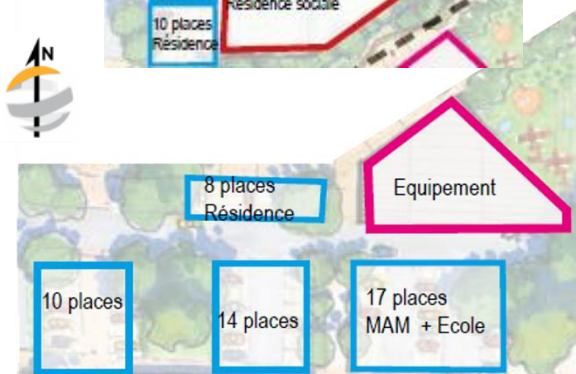 Résidence sociale
10 places
Résidence
N
8 places
Résidence
Equipement
10 places
14 places
17 places
MAM + Ecole